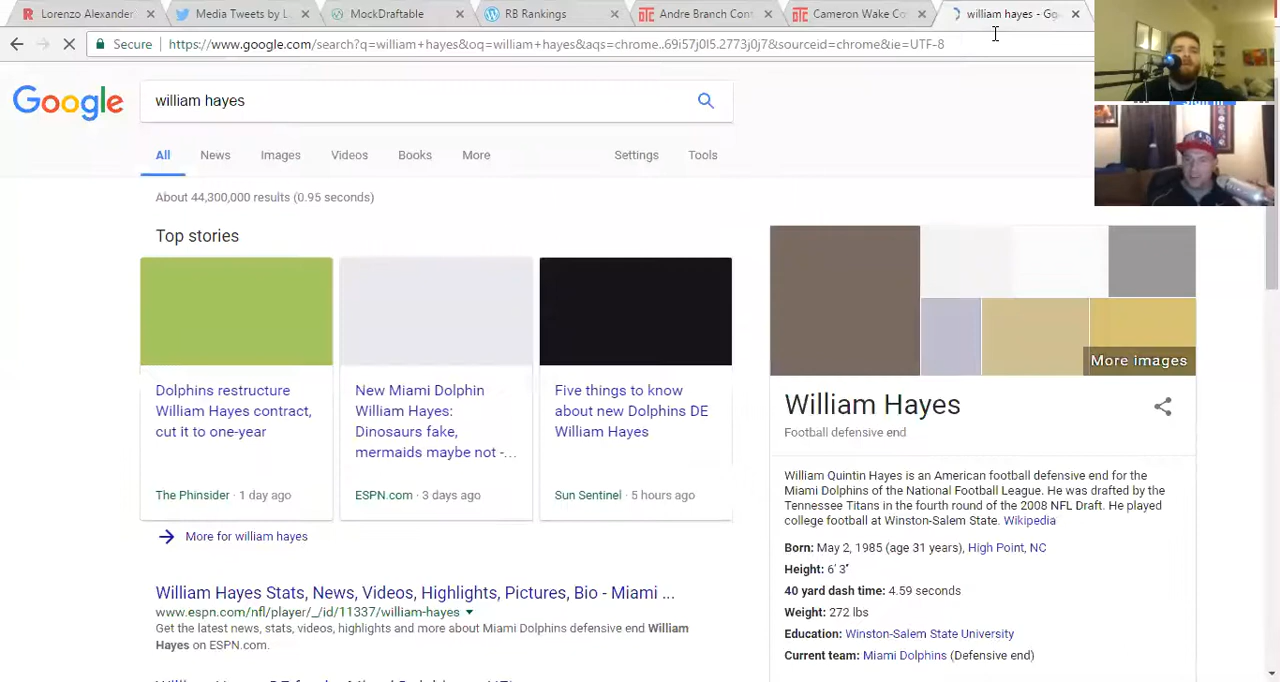 Lorenzo Alexander
Media Tweets by L
MockDraftable
RB Rankings
Andre Branch Con
Cameron Wake Co
william hayes - Go
Secure
https://www.google.com/search?q=william+hayes&oq=william+hayes&aqs=chrome..69i57j0l5.2773j0j7&sourceid=chrome&ie=UTF-8
Google
william hayes
All News Images Videos Books More Settings Tools
About 44,300,000 results (0.95 seconds)
Top stories
Dolphins restructure
William Hayes contract,
cut it to one-year
The Phinsider · 1 day ago
New Miami Dolphin
William Hayes:
Dinosaurs fake,
mermaids maybe not -...
ESPN.com · 3 days ago
Five things to know
about new Dolphins DE
William Hayes
Sun Sentinel · 5 hours ago
More for william hayes
William Hayes Stats, News, Videos, Highlights, Pictures, Bio - Miami ...
www.espn.com/nfl/player/_/id/11337/william-hayes
Get the latest news, stats, videos, highlights and more about Miami Dolphins defensive end William
Hayes on ESPN.com.
More images
William Hayes
Football defensive end
William Quintin Hayes is an American football defensive end for the
Miami Dolphins of the National Football League. He was drafted by the
Tennessee Titans in the fourth round of the 2008 NFL Draft. He played
college football at Winston-Salem State. Wikipedia
Born: May 2, 1985 (age 31 years), High Point, NC
Height: 6′ 3″
40 yard dash time: 4.59 seconds
Weight: 272 lbs
Education: Winston-Salem State University
Current team: Miami Dolphins (Defensive end)